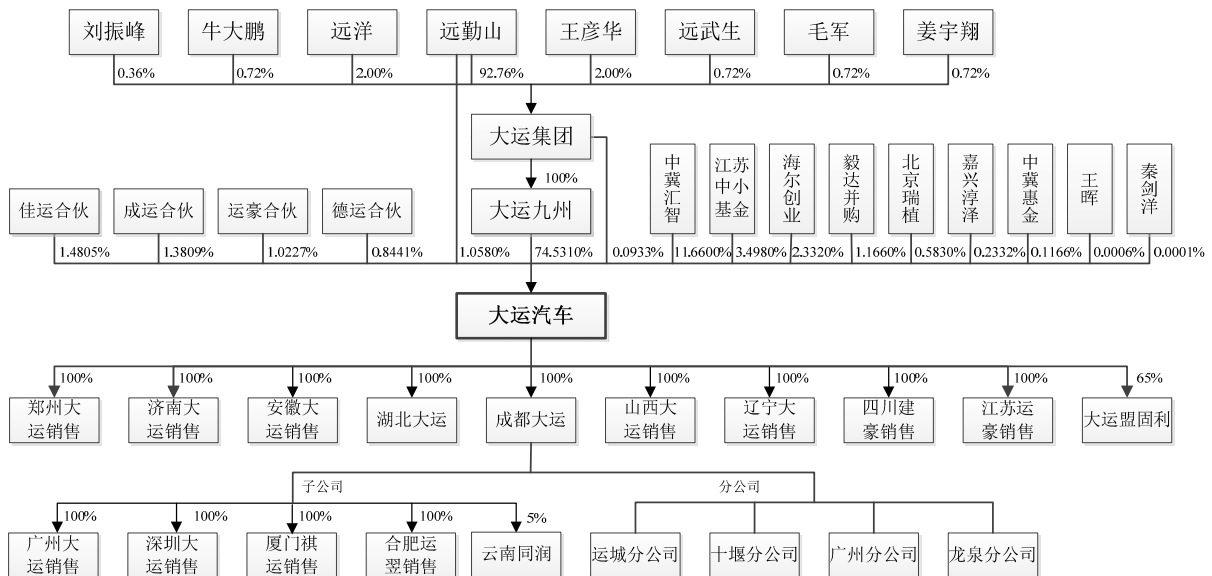 刘振峰
牛大鹏
远洋
远勤山
王彦华
远武生
毛军
姜宇翔
0.36%
0.72%
2.00%
92.76%
2.00%
0.72%
0.72%
0.72%
大运集团
100%
大运九州
佳运合伙
成运合伙
运豪合伙
德运合伙
中冀汇智
江苏
中小
基金
海尔创业
毅达并购
北京瑞植
嘉兴淳泽
中冀惠金
王晖
秦剑洋
1.4805%
1.3809%
1.0227%
0.8441%
1.0580%
74.5310%
0.0933%
11.6600%
3.4980%
2.3320%
1.1660%
0.5830%
0.2332%
0.1166%
0.0006%
0.0001%
大运汽车
100%
100%
100%
100%
100%
100%
100%
100%
100%
65%
郑州大
运销售
济南大
运销售
安徽大
运销售
湖北大运
成都大运
山西大
运销售
辽宁大
运销售
四川建
豪销售
江苏运
豪销售
大运盟固利
子公司
分公司
100%
100%
100%
100%
5%
广州大
运销售
深圳大
运销售
厦门祺
运销售
合肥运
翌销售
云南同润
运城分公司
十堰分公司
广州分公司
龙泉分公司